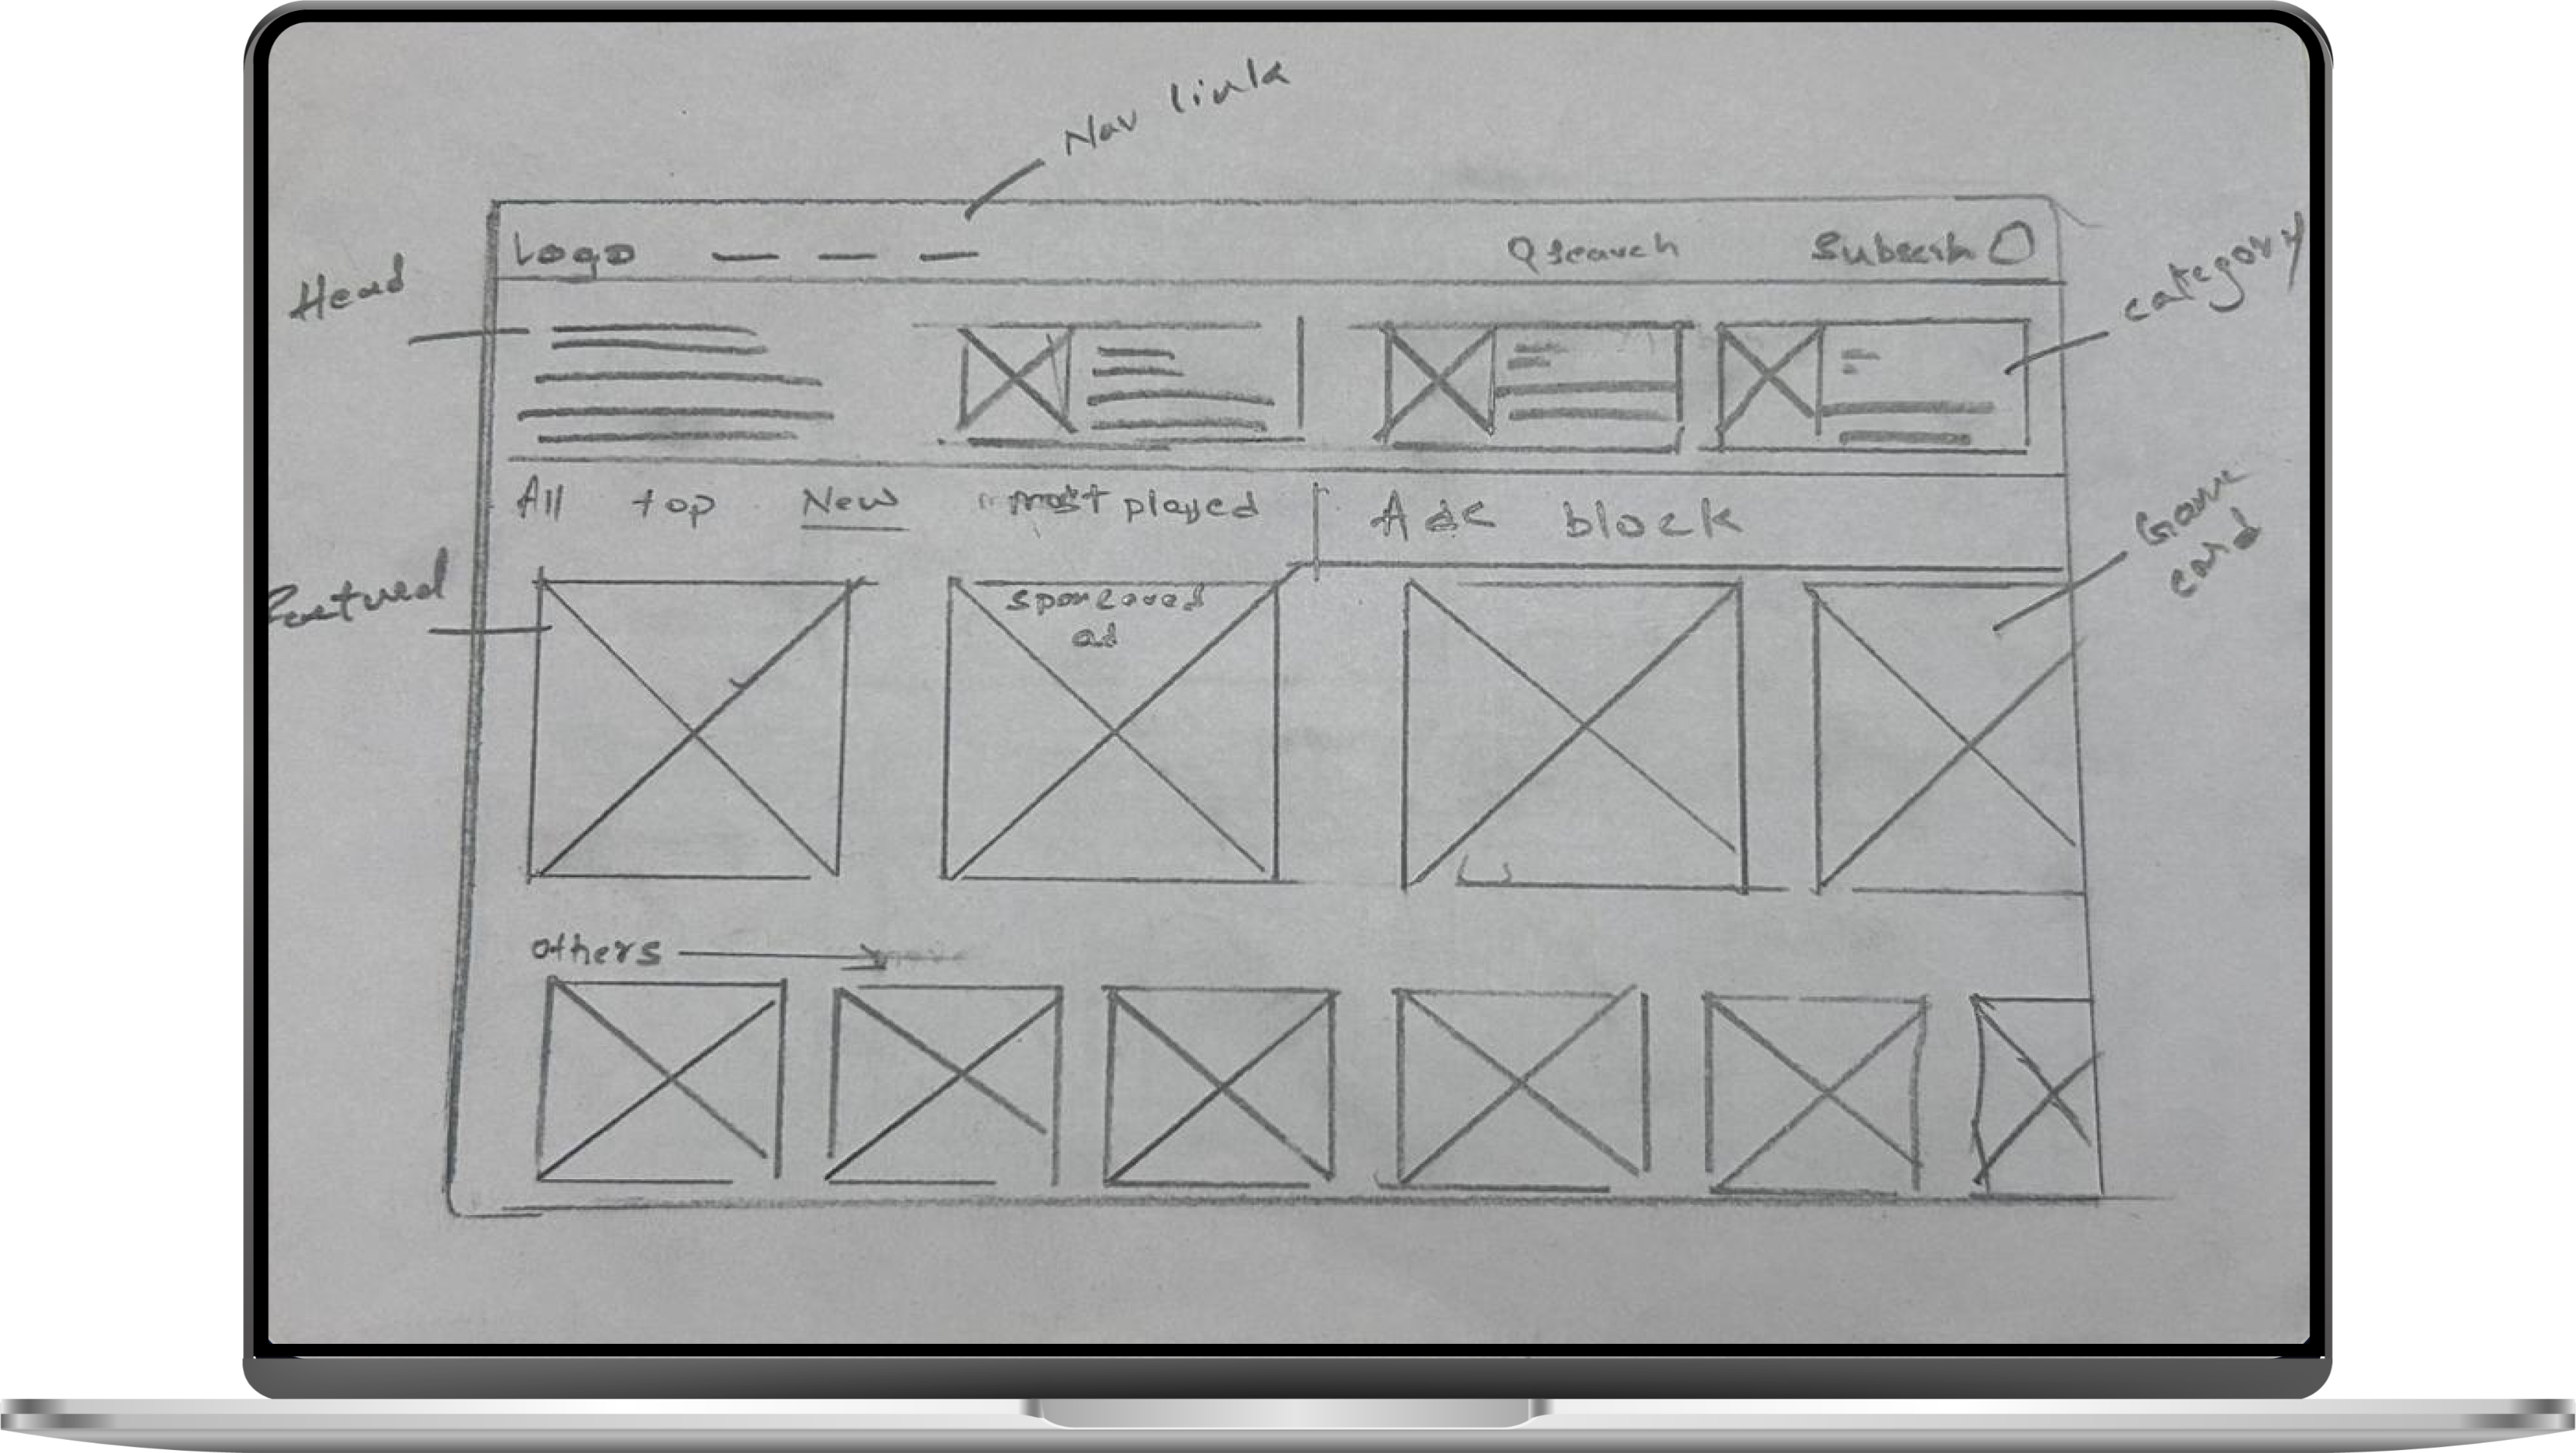 Nav links
Logo
Search
Subscrib
Head
category
All top New most played
Ads block
Featured
sponsored
ad
Game
card
others